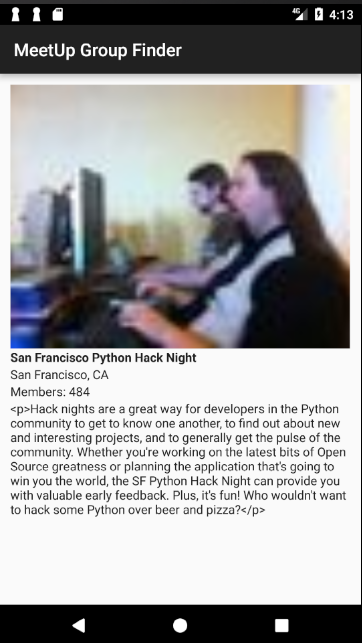 4G 4:13
MeetUp Group Finder
San Francisco Python Hack Night
San Francisco, CA
Members: 484
<p>Hack nights are a great way for developers in the Python
community to get to know one another, to find out about new
and interesting projects, and to generally get the pulse of the
community. Whether you're working on the latest bits of Open
Source greatness or planning the application that's going to
win you the world, the SF Python Hack Night can provide you
with valuable early feedback. Plus, it's fun! Who wouldn't want
to hack some Python over beer and pizza?</p>